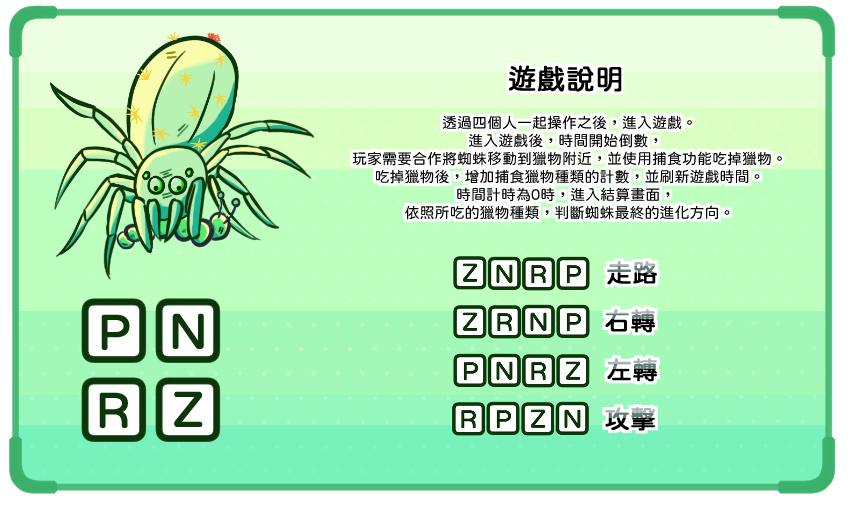 遊戲說明
透過四個人一起操作之後，進入遊戲。
進入遊戲後，時間開始倒數，
玩家需要合作將蜘蛛移動到獵物附近，並使用捕食功能吃掉獵物。
吃掉獵物後，增加捕食獵物種類的計數，並刷新遊戲時間。
時間計時為0時，進入結算畫面，
依照所吃的獵物種類，判斷蜘蛛最終的進化方向。
Z N R P 走路
Z R N P 右轉
P N R Z 左轉
R P Z N 攻擊
P N
R Z